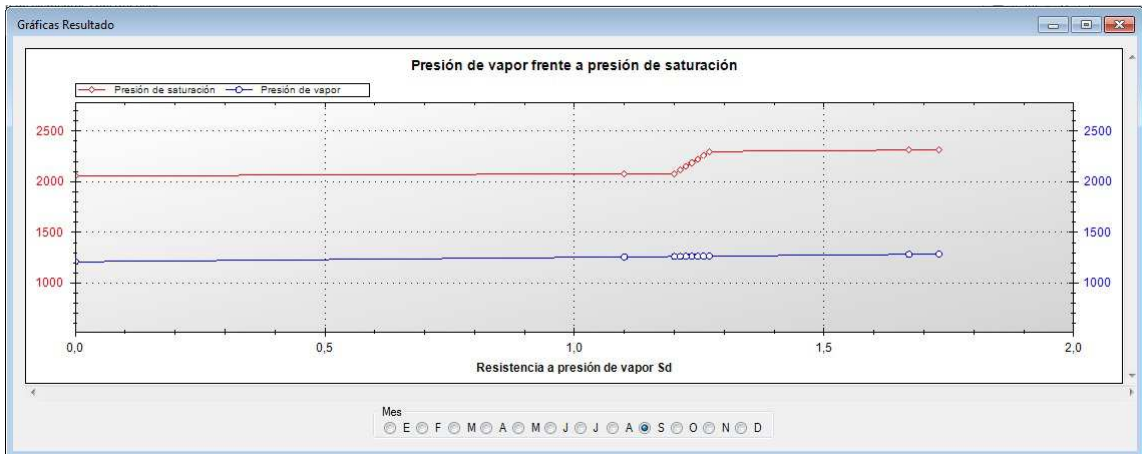 Gráficas Resultado
Presión de vapor frente a presión de saturación
Presión de saturación Presión de vapor
2500 2500
2000 2000
1500 1500
1000 1000
0,0 0,5 1,0 1,5 2,0
Resistencia a presión de vapor Sd
Mes
E F M A M J J A S O N D